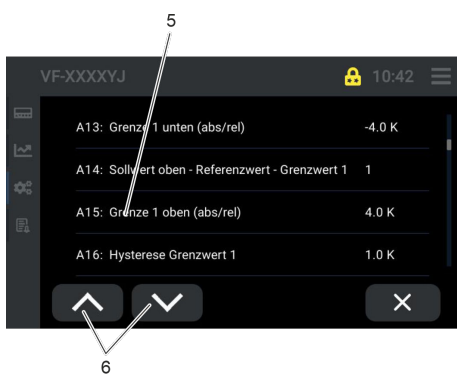 5
VF-XXXXYJ 10:42
A13: Grenze 1 unten (abs/rel) -4.0 K
A14: Sollwert oben - Referenzwert - Grenzwert 1 1
A15: Grenze 1 oben (abs/rel) 4.0 K
A16: Hysterese Grenzwert 1 1.0 K
6